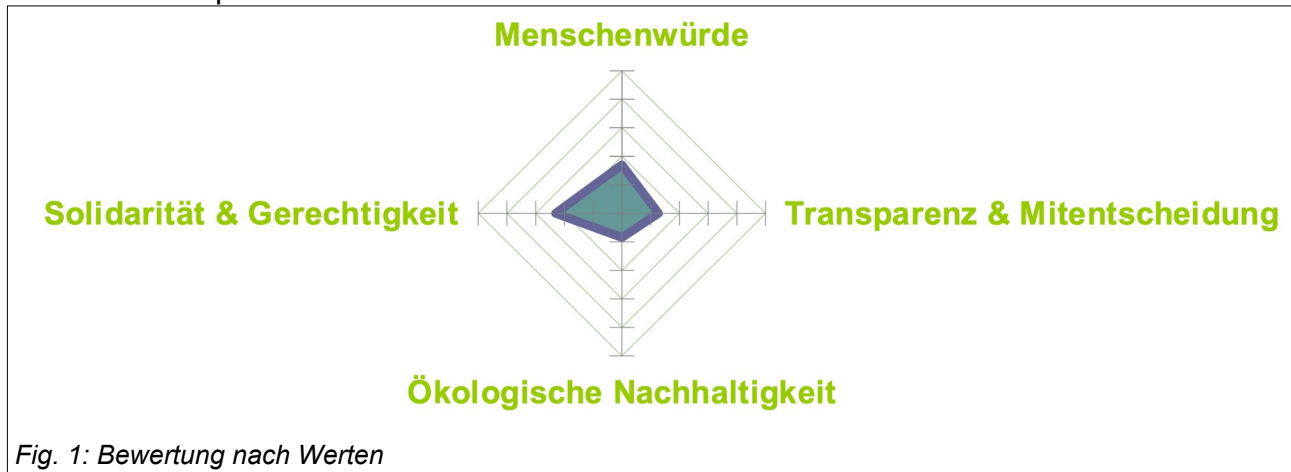 Menschenwürde
Solidarität & Gerechtigkeit
Transparenz & Mitentscheidung
Ökologische Nachhaltigkeit
Fig. 1: Bewertung nach Werten